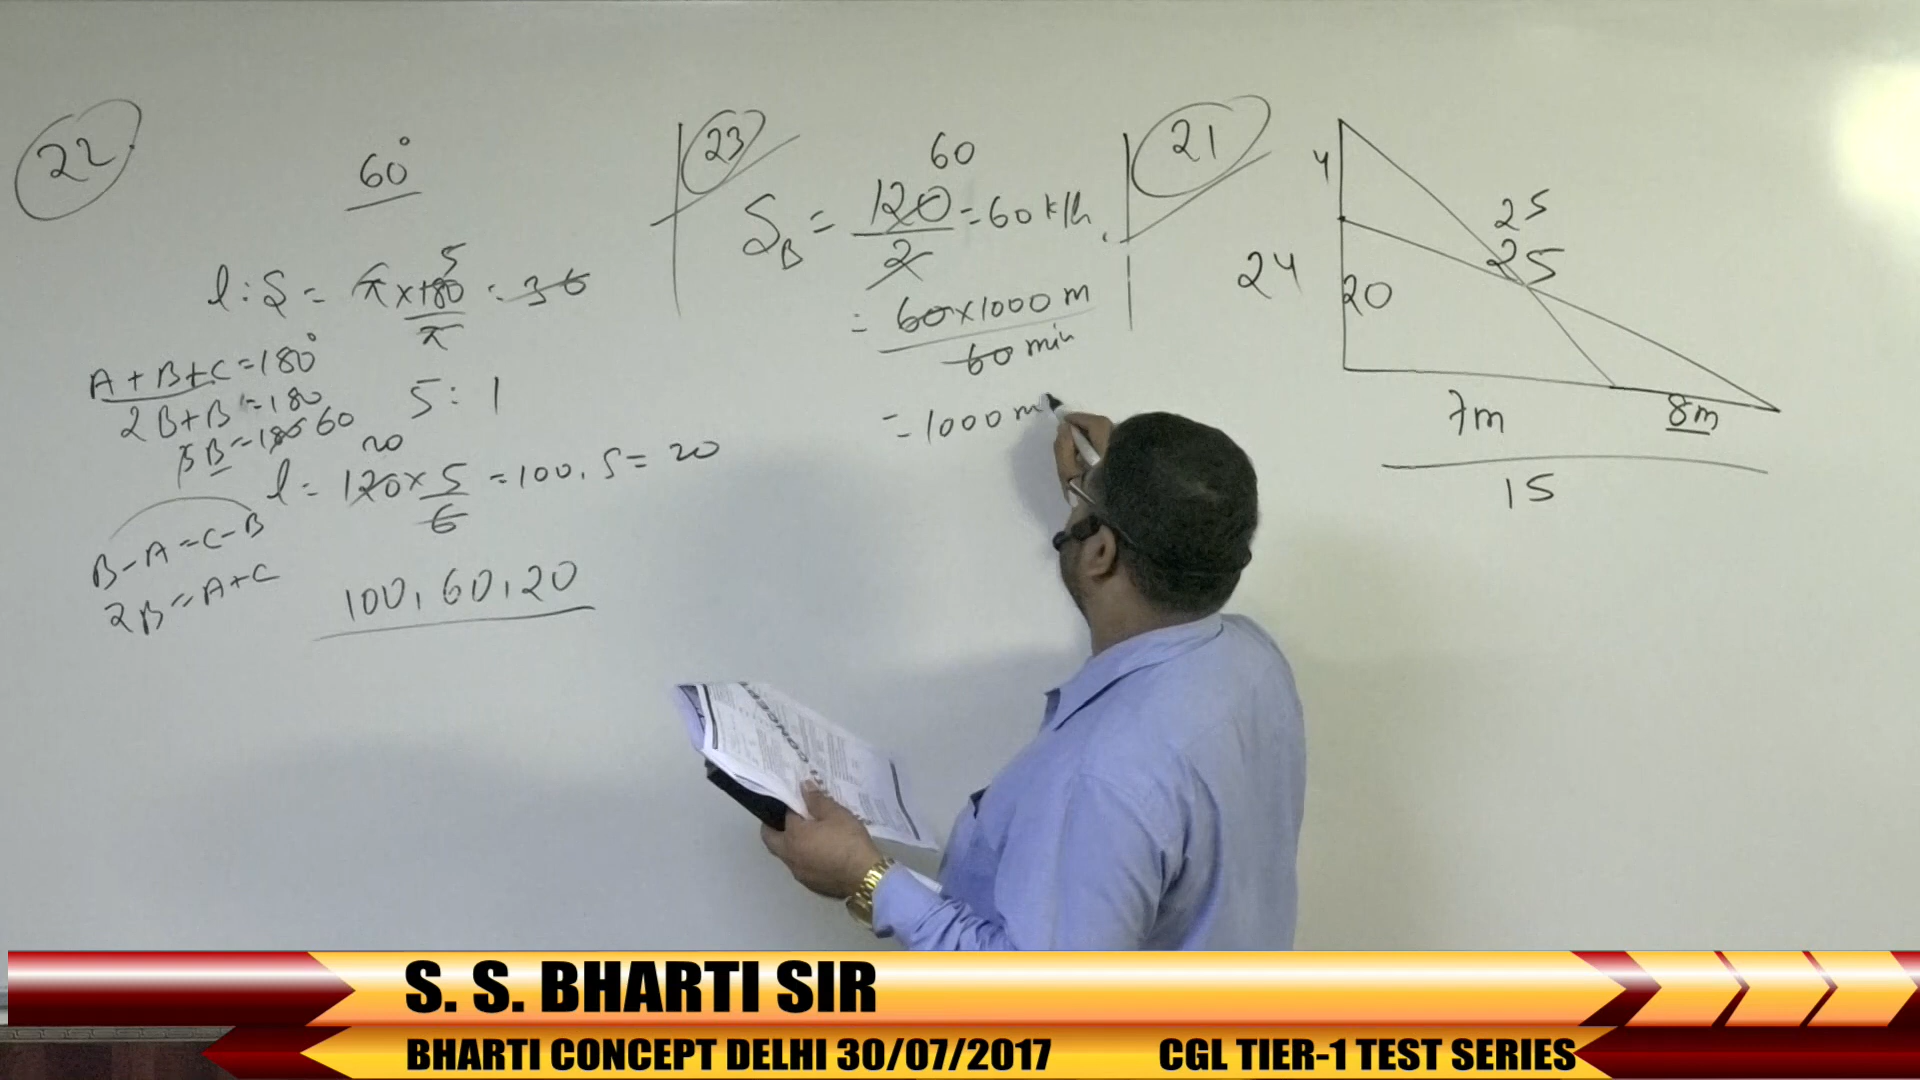 22
60°
l : S = π × 180 / π : 36
5
A + B + C = 180°
2B + B = 180
3B = 180 60
5 : 1
20
l = 120 × 5/6 = 100, S = 20
B - A = C - B
2B = A + C
100, 60, 20
23
60
S_B = 120/2 = 60 k/h
= 60×1000 m / 60 min
= 1000 m
21
4
25
25
24
20
7m
8m
15
S. S. BHARTI SIR
BHARTI CONCEPT DELHI 30/07/2017 CGL TIER-1 TEST SERIES